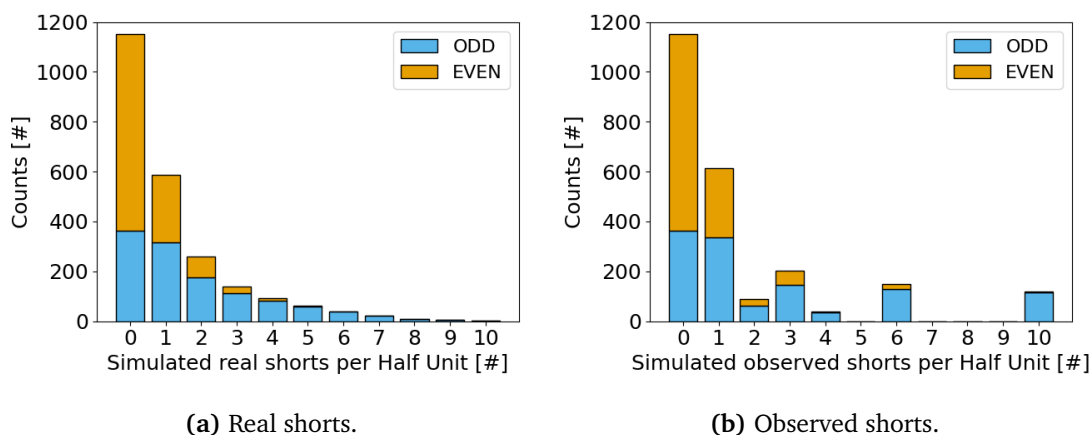 1200
1000
800
600
400
200
0
Counts [#]
ODD
EVEN
0 1 2 3 4 5 6 7 8 9 10
Simulated real shorts per Half Unit [#]
(a) Real shorts.
1200
1000
800
600
400
200
0
Counts [#]
ODD
EVEN
0 1 2 3 4 5 6 7 8 9 10
Simulated observed shorts per Half Unit [#]
(b) Observed shorts.